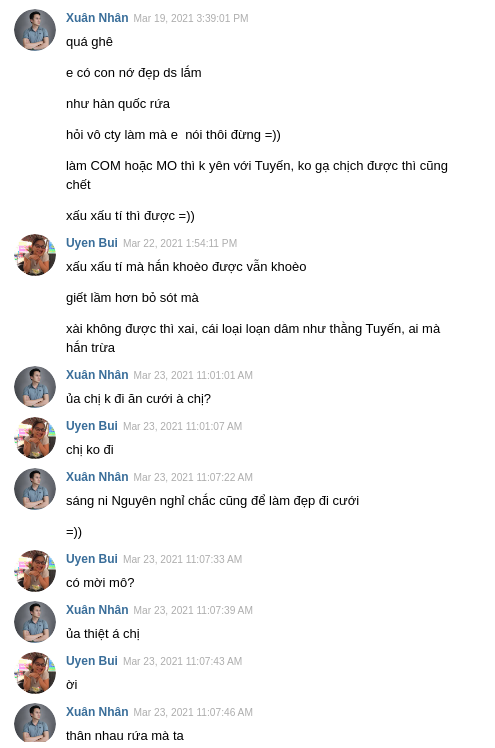 Xuân Nhân Mar 19, 2021 3:39:01 PM
quá ghê
e có con nớ đẹp ds lắm
như hàn quốc rứa
hỏi vô cty làm mà e  nói thôi đừng =))
làm COM hoặc MO thì k yên với Tuyến, ko gạ chịch được thì cũng
chết
xấu xấu tí thì được =))
Uyen Bui Mar 22, 2021 1:54:11 PM
xấu xấu tí mà hắn khoèo được vẫn khoèo
giết lầm hơn bỏ sót mà
xài không được thì xai, cái loại loạn dâm như thằng Tuyến, ai mà
hắn trừa
Xuân Nhân Mar 23, 2021 11:01:01 AM
ủa chị k đi ăn cưới à chị?
Uyen Bui Mar 23, 2021 11:01:07 AM
chị ko đi
Xuân Nhân Mar 23, 2021 11:07:22 AM
sáng ni Nguyên nghỉ chắc cũng để làm đẹp đi cưới
=))
Uyen Bui Mar 23, 2021 11:07:33 AM
có mời mô?
Xuân Nhân Mar 23, 2021 11:07:39 AM
ủa thiệt á chị
Uyen Bui Mar 23, 2021 11:07:43 AM
ời
Xuân Nhân Mar 23, 2021 11:07:46 AM
thân nhau rứa mà ta